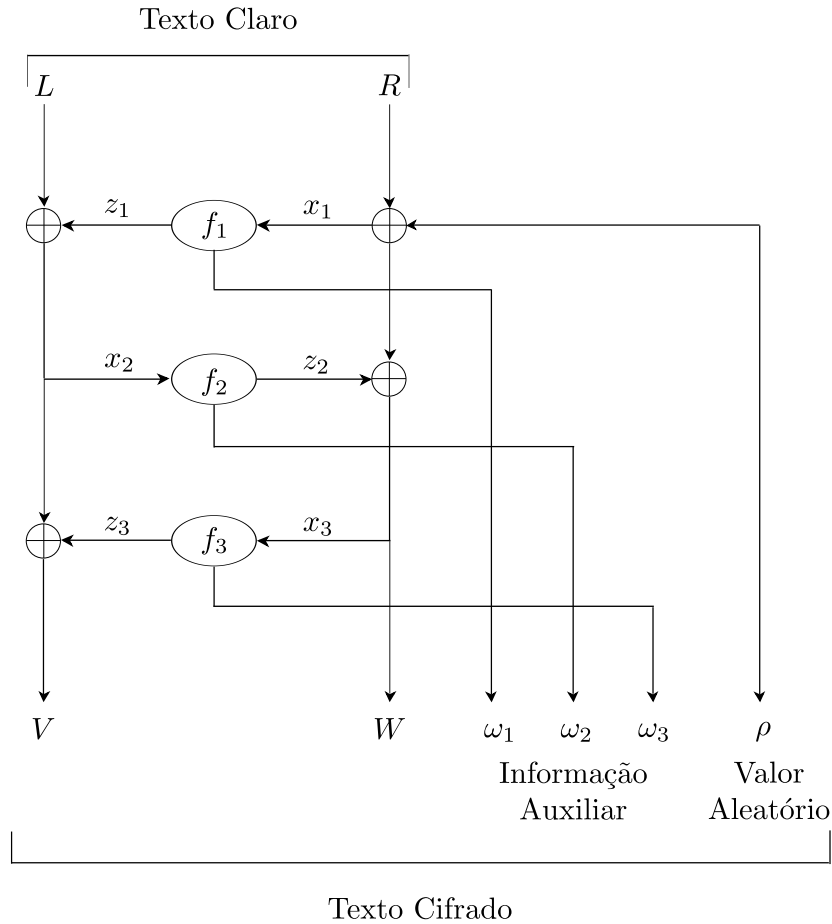 Texto Claro
L R
z₁ f₁ x₁
x₂ f₂ z₂
z₃ f₃ x₃
V W ω₁ ω₂ ω₃ ρ
Informação Valor
Auxiliar Aleatório
Texto Cifrado